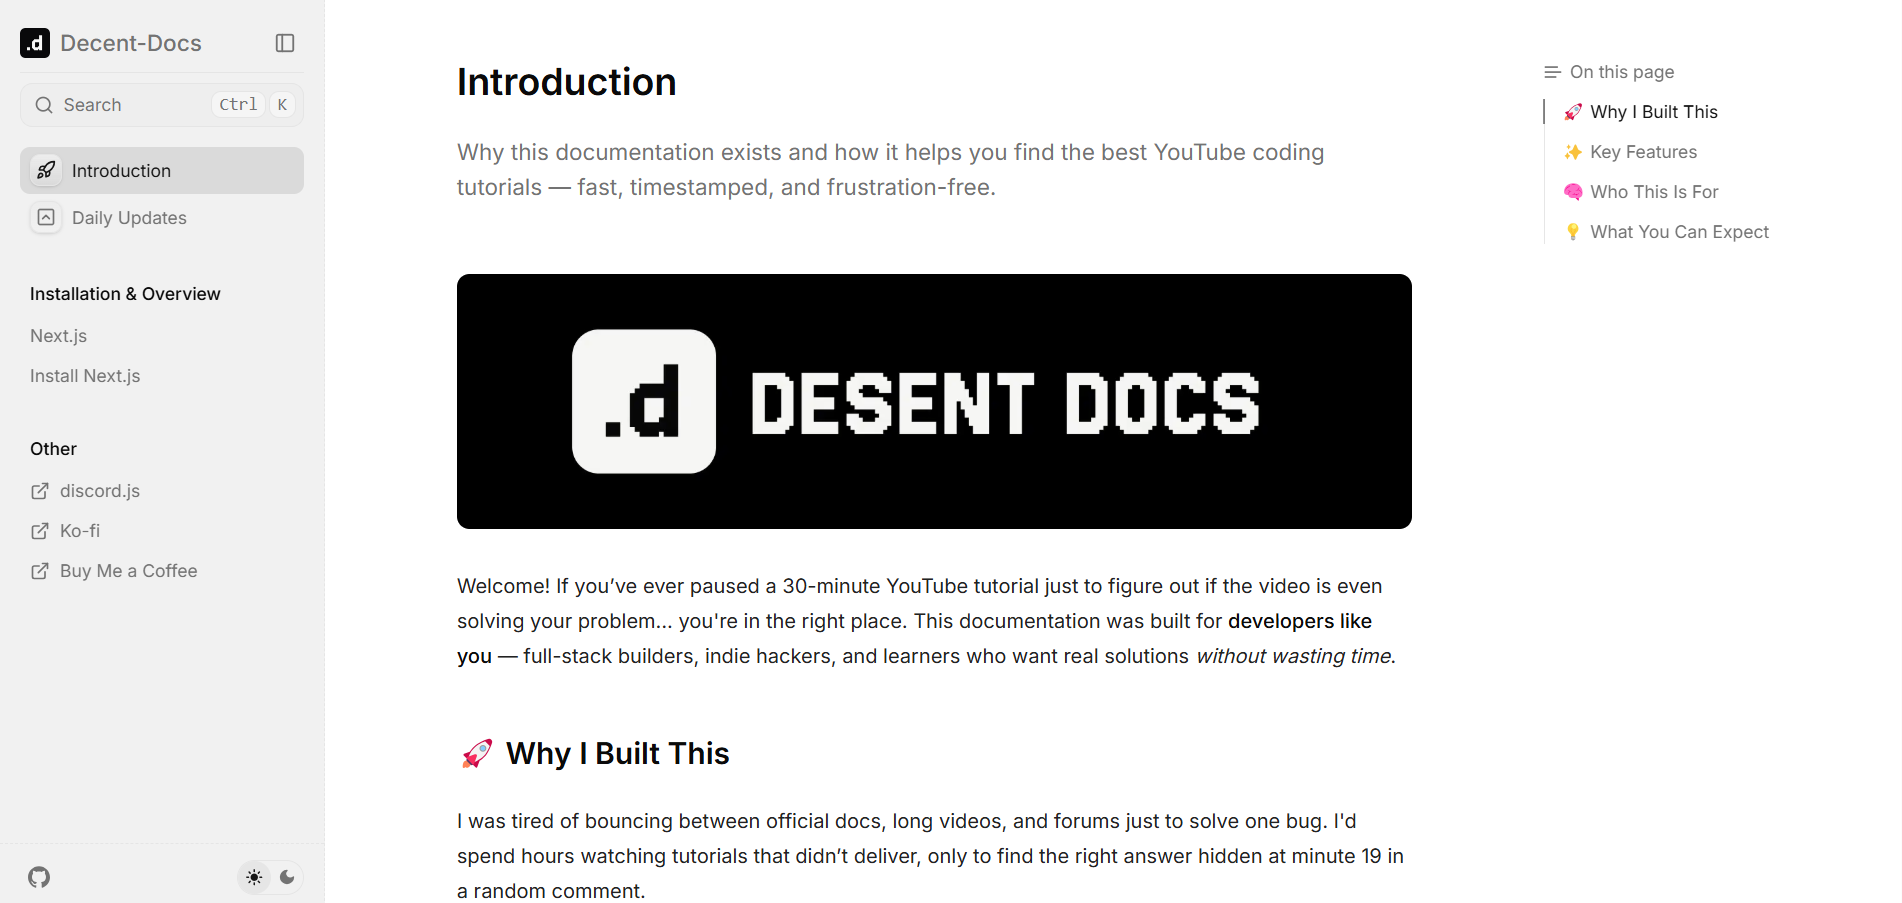 .d Decent-Docs
Search Ctrl K
Introduction
Daily Updates
Installation & Overview
Next.js
Install Next.js
Other
discord.js
Ko-fi
Buy Me a Coffee
Introduction
Why this documentation exists and how it helps you find the best YouTube coding
tutorials — fast, timestamped, and frustration-free.
.d DESENT DOCS
Welcome! If you’ve ever paused a 30-minute YouTube tutorial just to figure out if the video is even
solving your problem... you're in the right place. This documentation was built for developers like
you — full-stack builders, indie hackers, and learners who want real solutions without wasting time.
🚀 Why I Built This
I was tired of bouncing between official docs, long videos, and forums just to solve one bug. I'd
spend hours watching tutorials that didn’t deliver, only to find the right answer hidden at minute 19 in
a random comment.
On this page
🚀 Why I Built This
✨ Key Features
🧠 Who This Is For
💡 What You Can Expect